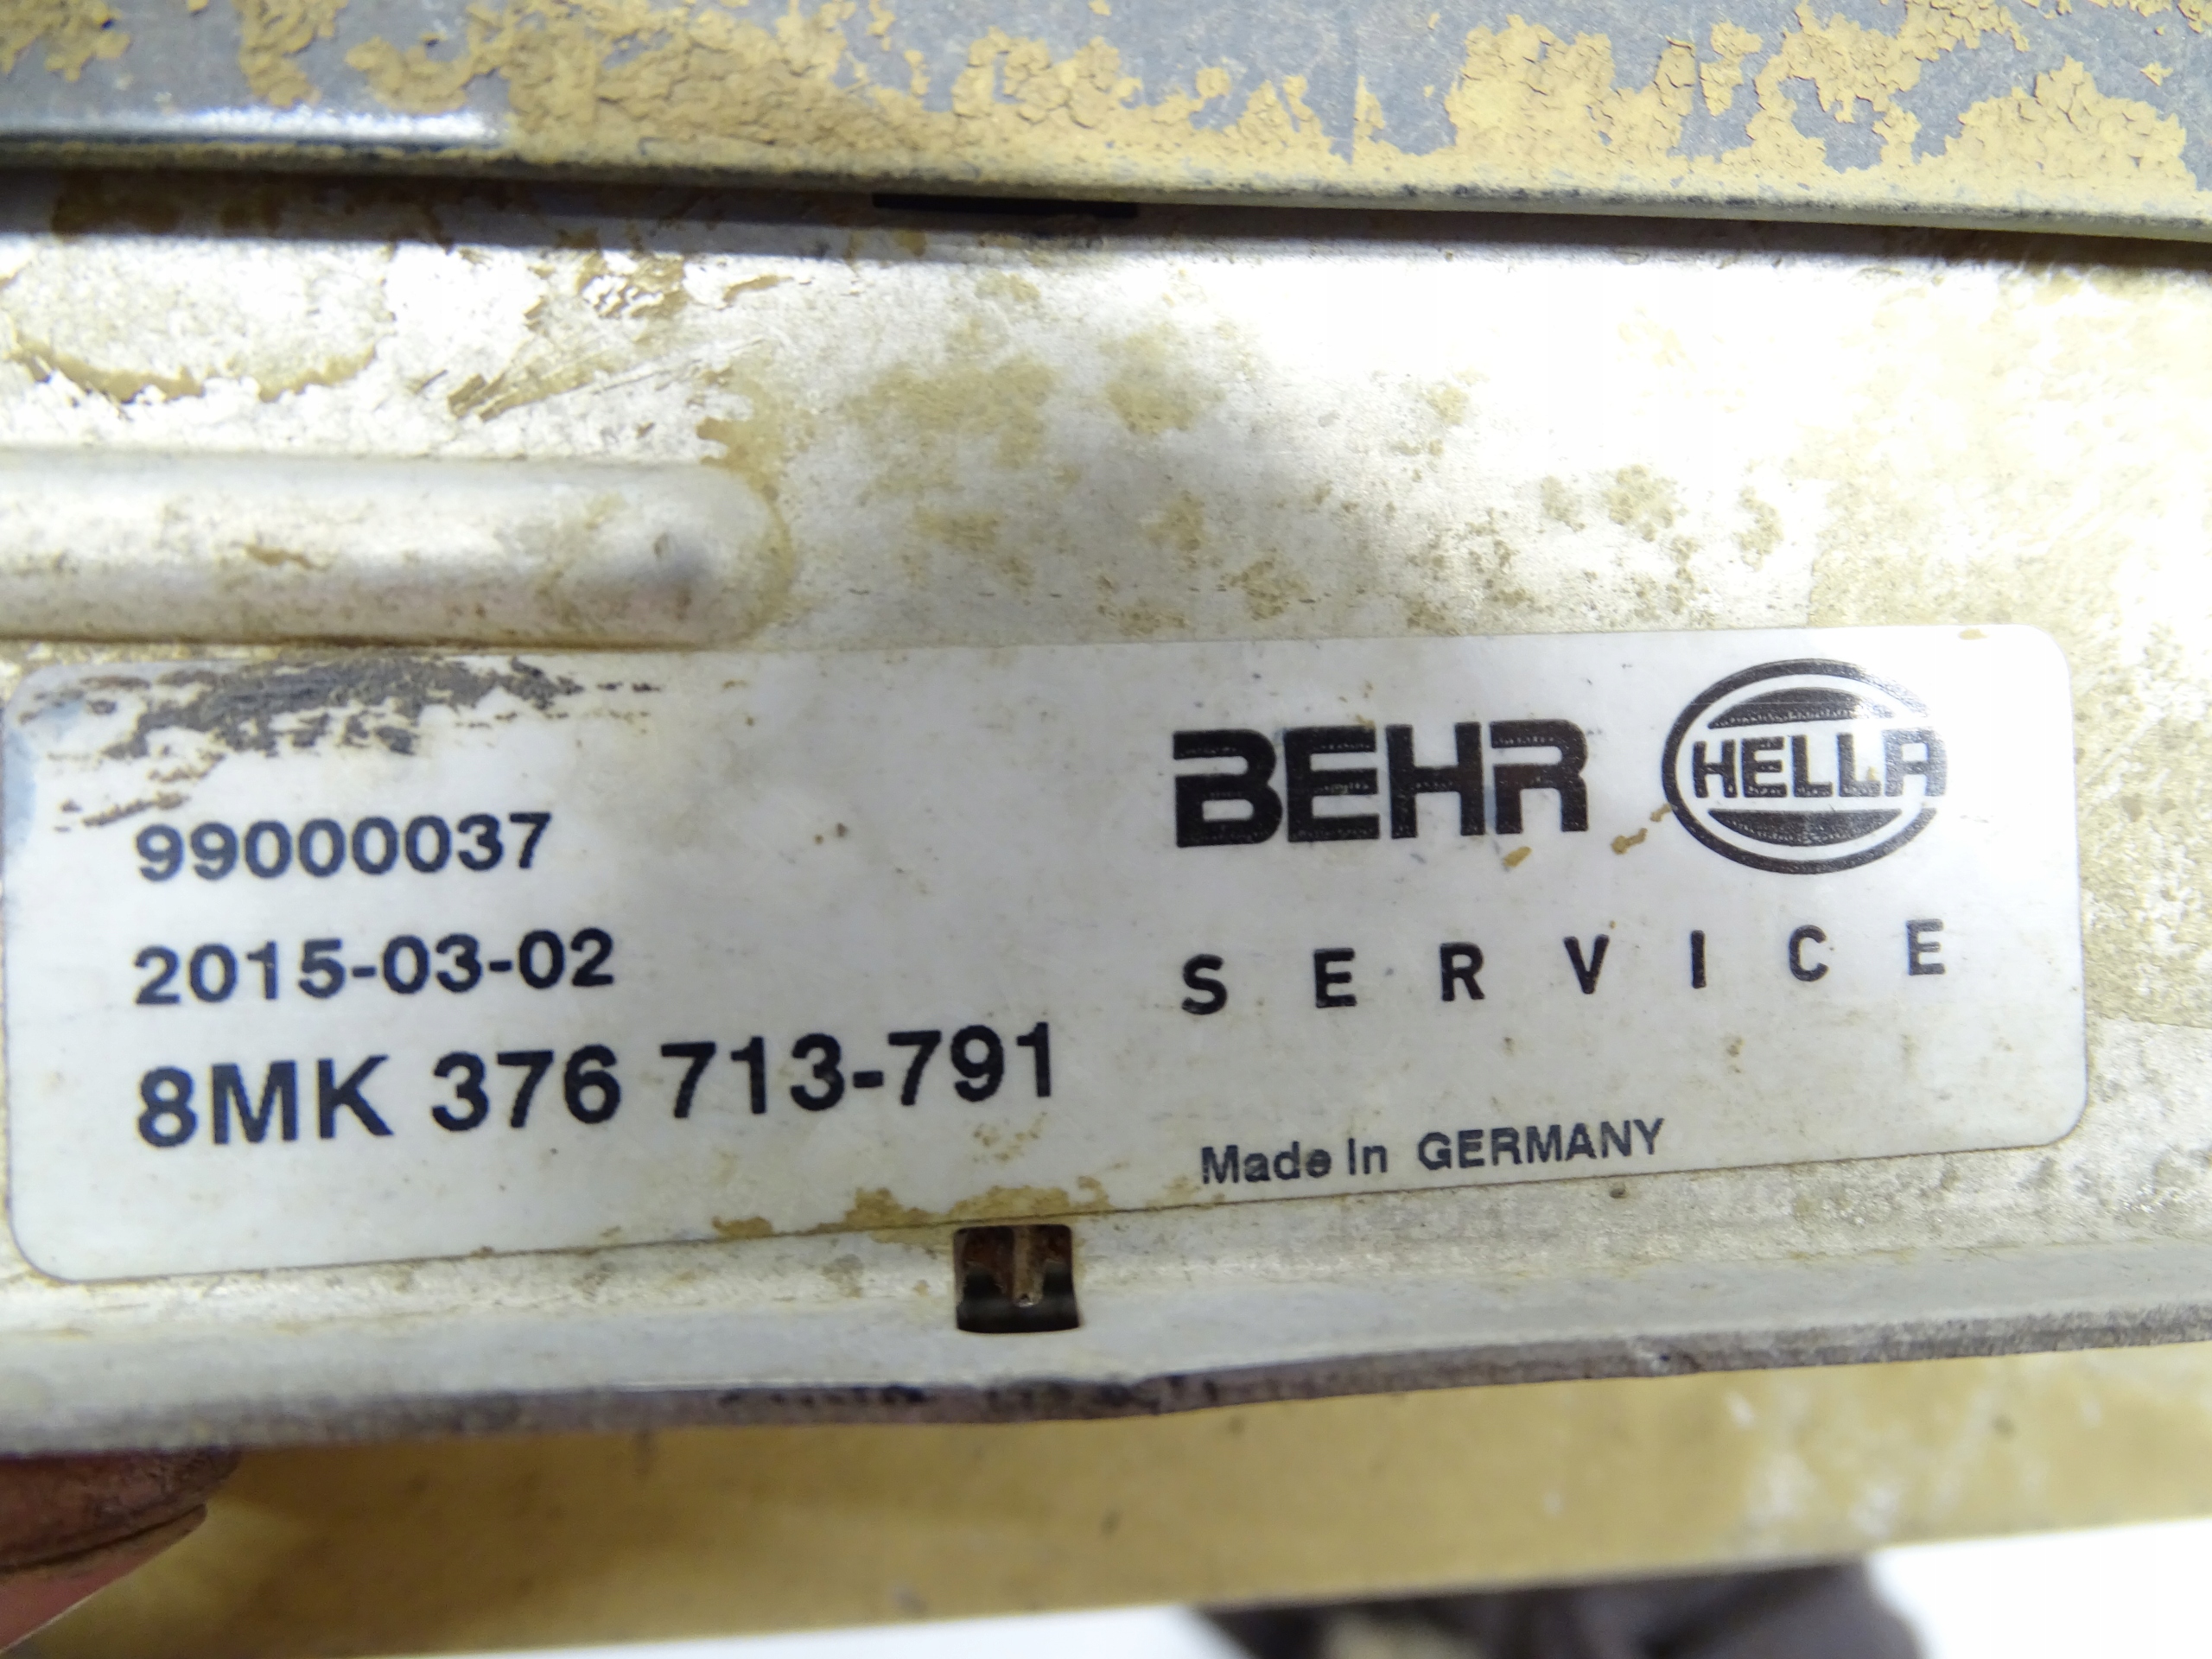 BEHR HELLA
99000037
SERVICE
2015-03-02
8MK 376 713-791
Made In GERMANY